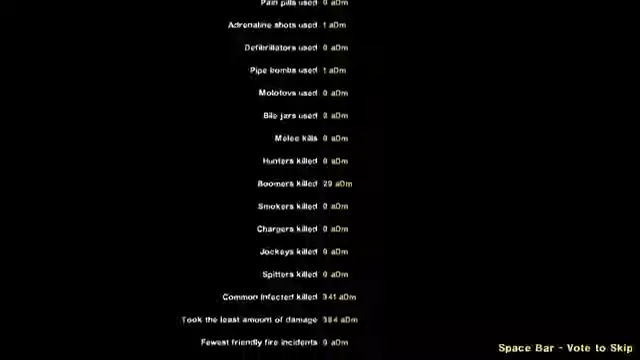 Pain pills used 0 aDm
Adrenaline shots used 1 aDm
Defibrillators used 0 aDm
Pipe bombs used 1 aDm
Molotovs used 0 aDm
Bile jars used 0 aDm
Melee kills 0 aDm
Hunters killed 0 aDm
Boomers killed 29 aDm
Smokers killed 0 aDm
Chargers killed 0 aDm
Jockeys killed 0 aDm
Spitters killed 0 aDm
Common Infected killed 341 aDm
Took the least amount of damage 384 aDm
Fewest friendly fire incidents 0 aDm
Space Bar - Vote to Skip